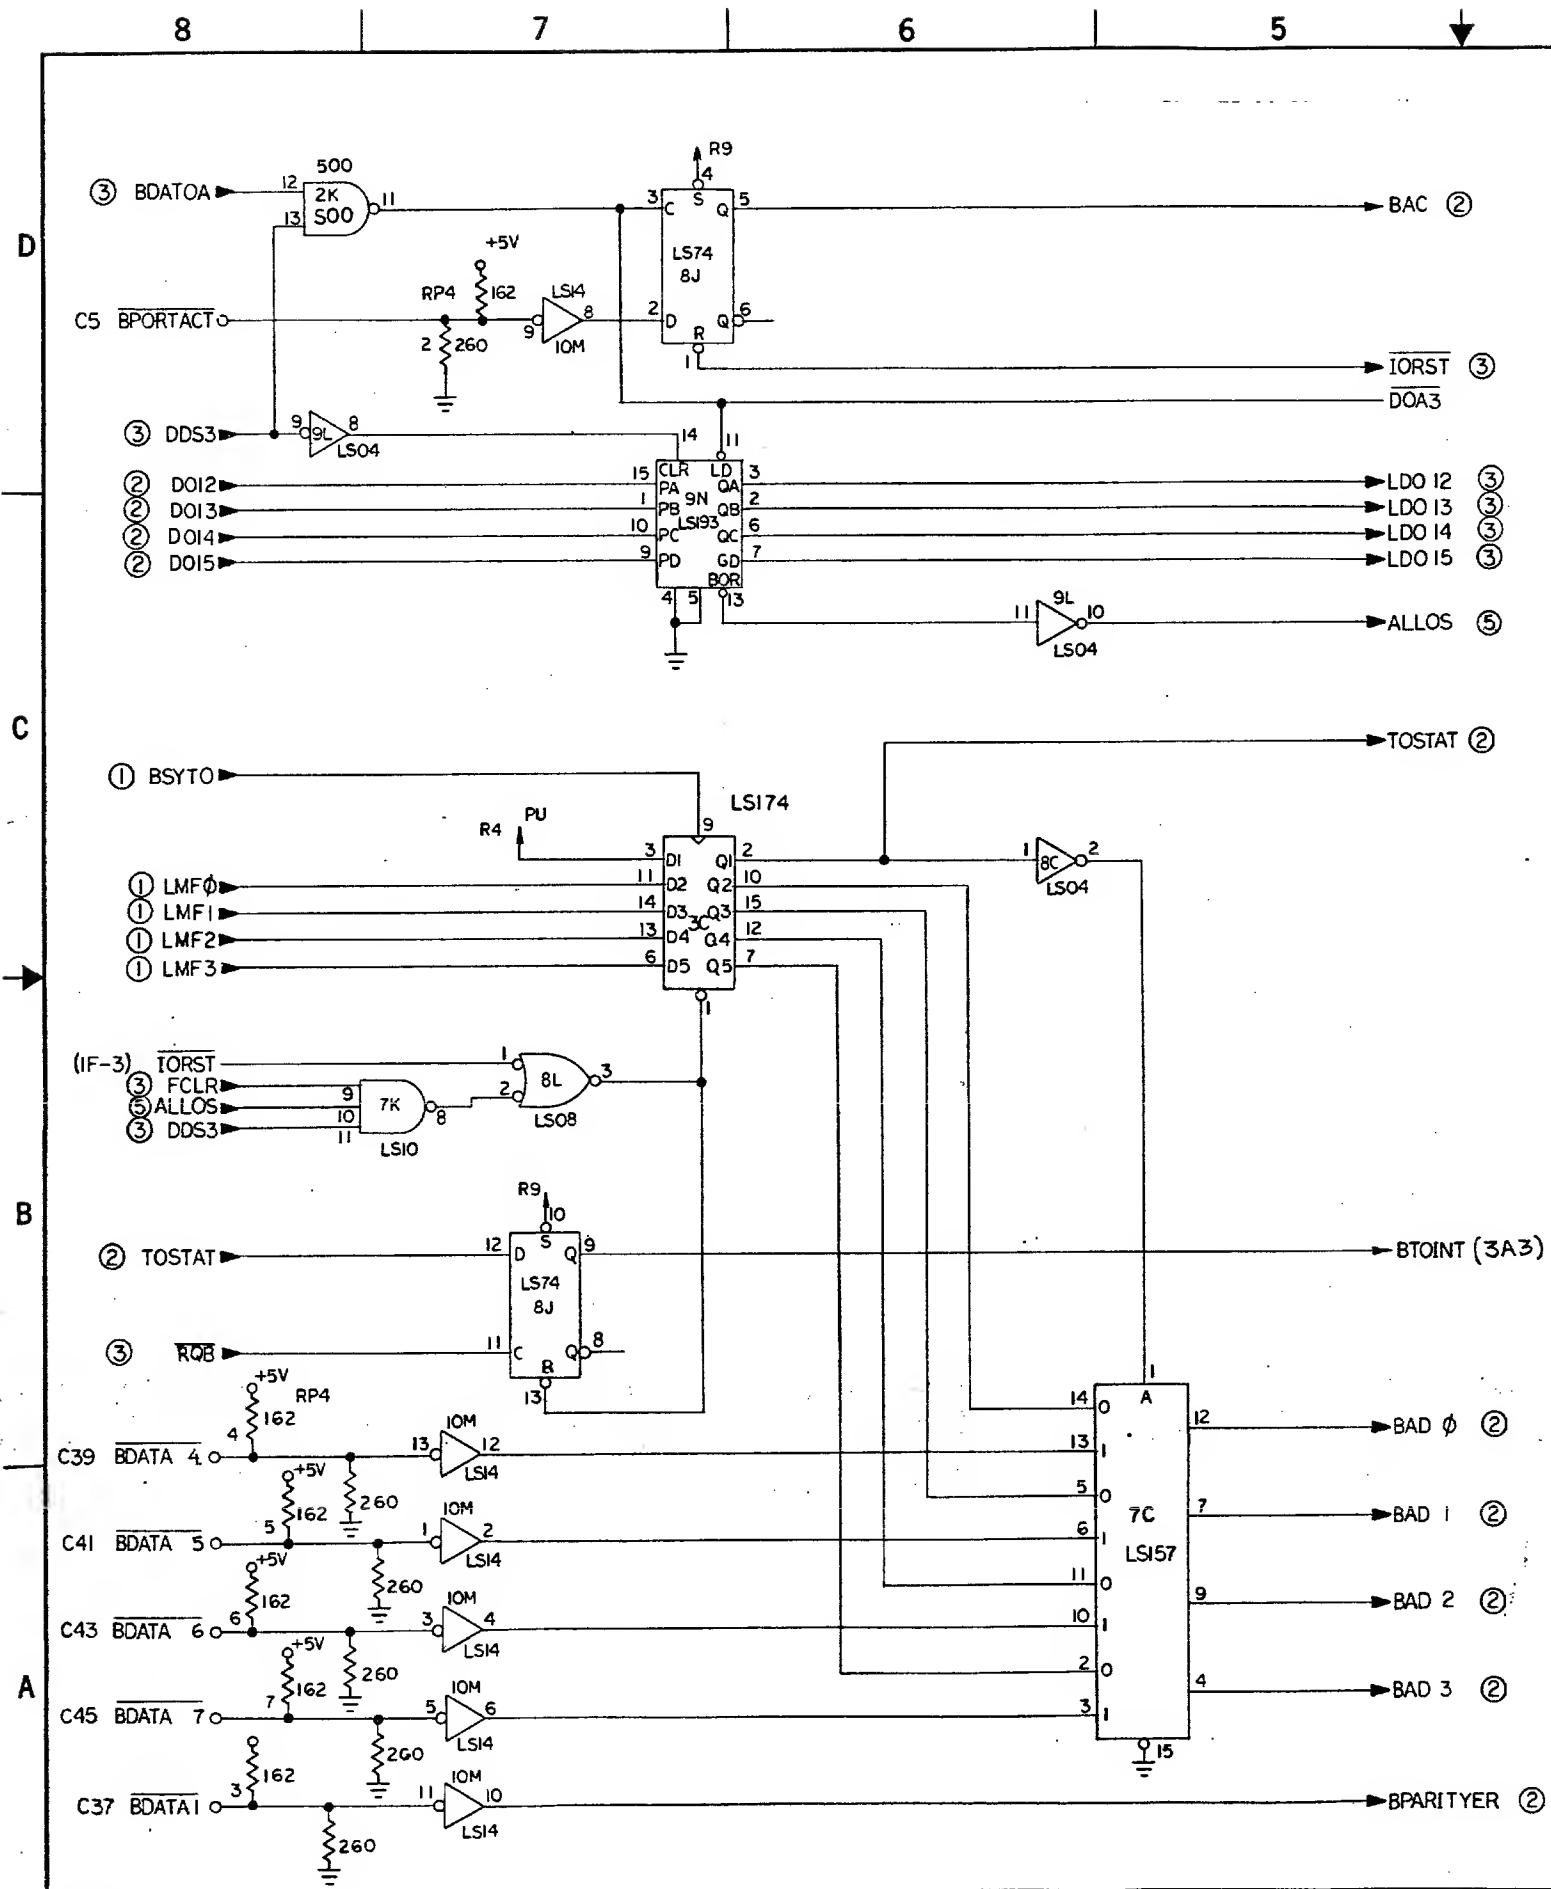 8 7 6 5
D
C
B
A
500
③ BDATOA 12 2K 11
13 S00
R9
4
3 C S Q 5 BAC ②
LS74
8J
+5V
RP4 162 LS14
C5 BPORTACT 9 8 2 D Q 6
2 260 10M
R
1 IORST ③
DOA3
③ DDS3 9 9L 8 14 11
LS04
CLR LD
② DO12 15 PA QA 3 LDO 12 ③
9N
② DO13 1 PB QB 2 LDO 13 ③
LS193
② DO14 10 PC QC 6 LDO 14 ③
② DO15 9 PD GD 7 LDO 15 ③
BOR
4 5 13
9L
11 10 ALLOS ⑤
LS04
TOSTAT ②
① BSYTO
LS174
9
R4 PU
3 D1 Q1 2 1 8C 2
LS04
① LMFϕ 11 D2 Q2 10
① LMF1 14 D3 Q3 15
3C
① LMF2 13 D4 Q4 12
① LMF3 6 D5 Q5 7
1
(IF-3) IORST 1
8L 3
③ FCLR 9 2
LS08
⑤ ALLOS 10 7K 8
③ DDS3 11
LS10
R9
10
② TOSTAT 12 D S Q 9 BTOINT (3A3)
LS74
8J
③ RQB 11 C Q 8
R
13
+5V
RP4
162
4
C39 BDATA 4 13 10M 12
LS14
260
+5V
162
5
C41 BDATA 5 1 10M 2
LS14
260
+5V
162
6
C43 BDATA 6 3 10M 4
LS14
260
+5V
162
7
C45 BDATA 7 5 10M 6
LS14
260
162
3
C37 BDATA1 11 10M 10 BPARITYER ②
LS14
260
1
A
14 0 12 BAD ϕ ②
13 1
5 0 7 BAD 1 ②
7C
6 1
LS157
11 0 9 BAD 2 ②
10 1
2 0 4 BAD 3 ②
3 1
15